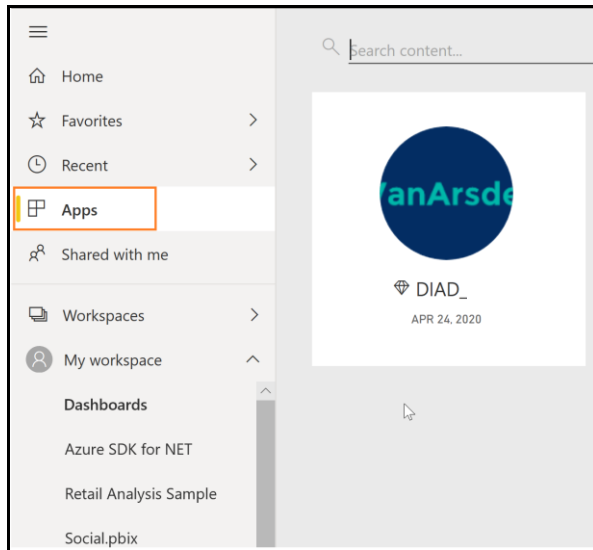 Home
Search content...
Favorites
Recent
Apps
Shared with me
Workspaces
My workspace
Dashboards
Azure SDK for NET
Retail Analysis Sample
Social.pbix
VanArsde
DIAD_
APR 24, 2020